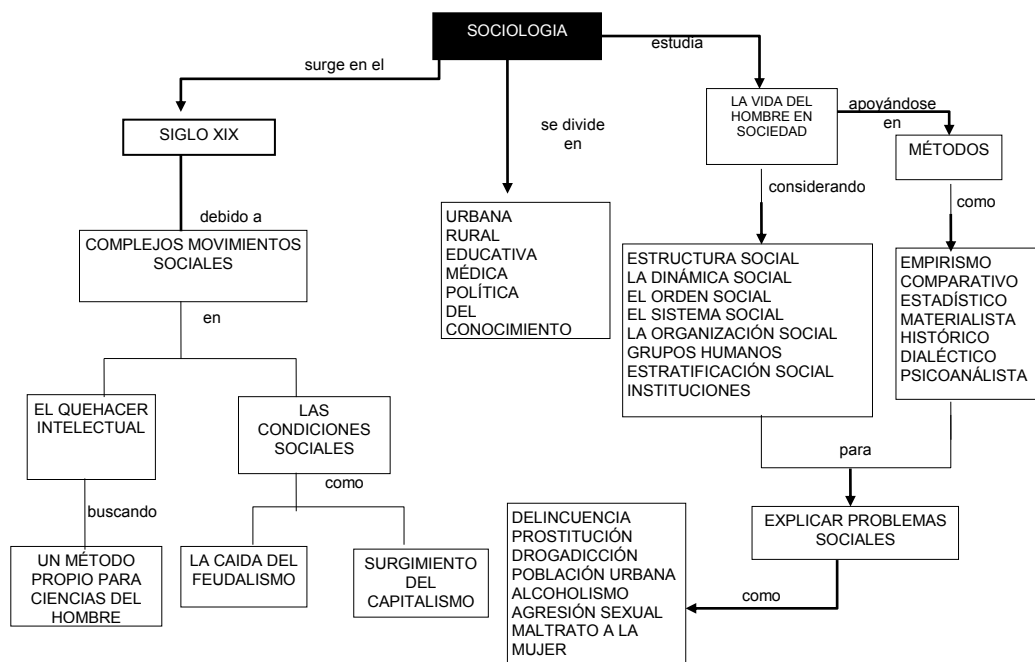 SOCIOLOGIA
surge en el
estudia
SIGLO XIX
se divide
en
LA VIDA DEL
HOMBRE EN
SOCIEDAD
apoyándose
en
MÉTODOS
debido a
considerando
como
COMPLEJOS MOVIMIENTOS
SOCIALES
URBANA
RURAL
EDUCATIVA
MÉDICA
POLÍTICA
DEL
CONOCIMIENTO
ESTRUCTURA SOCIAL
LA DINÁMICA SOCIAL
EL ORDEN SOCIAL
EL SISTEMA SOCIAL
LA ORGANIZACIÓN SOCIAL
GRUPOS HUMANOS
ESTRATIFICACIÓN SOCIAL
INSTITUCIONES
EMPIRISMO
COMPARATIVO
ESTADÍSTICO
MATERIALISTA
HISTÓRICO
DIALÉCTICO
PSICOANÁLISTA
en
EL QUEHACER
INTELECTUAL
LAS
CONDICIONES
SOCIALES
para
buscando
como
UN MÉTODO
PROPIO PARA
CIENCIAS DEL
HOMBRE
LA CAIDA DEL
FEUDALISMO
SURGIMIENTO
DEL
CAPITALISMO
EXPLICAR PROBLEMAS
SOCIALES
como
DELINCUENCIA
PROSTITUCIÓN
DROGADICCIÓN
POBLACIÓN URBANA
ALCOHOLISMO
AGRESIÓN SEXUAL
MALTRATO A LA
MUJER